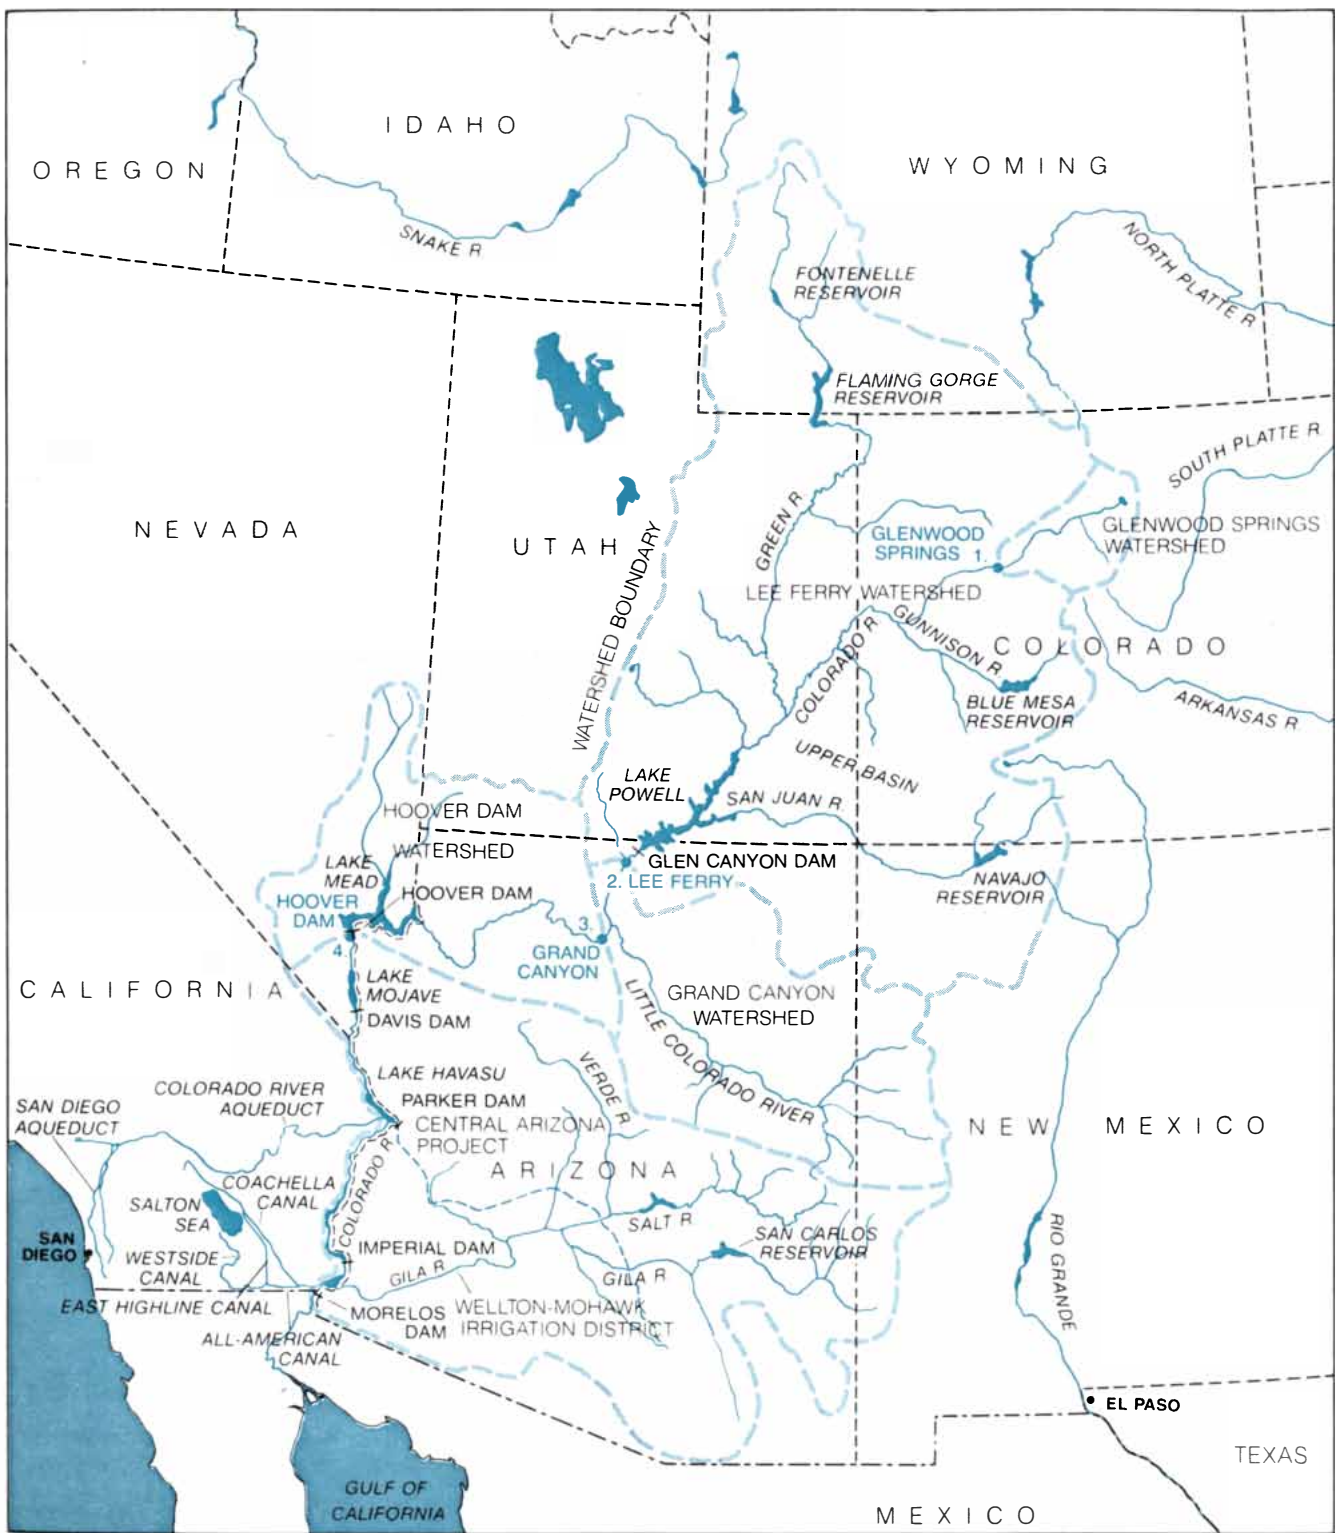 IDAHO
OREGON
WYOMING
SNAKE R.
NORTH PLATTE R.
FONTENELLE
RESERVOIR
FLAMING GORGE
RESERVOIR
SOUTH PLATTE R.
NEVADA
UTAH
GREEN R.
GLENWOOD
SPRINGS 1.
GLENWOOD SPRINGS
WATERSHED
WATERSHED BOUNDARY
LEE FERRY WATERSHED
GUNNISON R.
COLORADO
COLORADO R.
BLUE MESA
RESERVOIR
ARKANSAS R.
UPPER BASIN
LAKE
POWELL
SAN JUAN R.
HOOVER DAM
WATERSHED
LAKE
MEAD
HOOVER DAM
HOOVER
DAM
4.
GLEN CANYON DAM
2. LEE FERRY
NAVAJO
RESERVOIR
3.
GRAND
CANYON
CALIFORNIA
LAKE
MOJAVE
DAVIS DAM
GRAND CANYON
WATERSHED
LITTLE COLORADO RIVER
VERDE R.
LAKE HAVASU
PARKER DAM
CENTRAL ARIZONA
PROJECT
COLORADO RIVER
AQUEDUCT
SAN DIEGO
AQUEDUCT
NEW MEXICO
ARIZONA
COACHELLA
CANAL
COLORADO R.
SALTON
SEA
SALT R.
SAN CARLOS
RESERVOIR
RIO GRANDE
SAN
DIEGO
WESTSIDE
CANAL
IMPERIAL DAM
GILA R.
GILA R.
EAST HIGHLINE CANAL
MORELOS
DAM
WELLTON-MOHAWK
IRRIGATION DISTRICT
ALL-AMERICAN
CANAL
EL PASO
TEXAS
GULF OF
CALIFORNIA
MEXICO